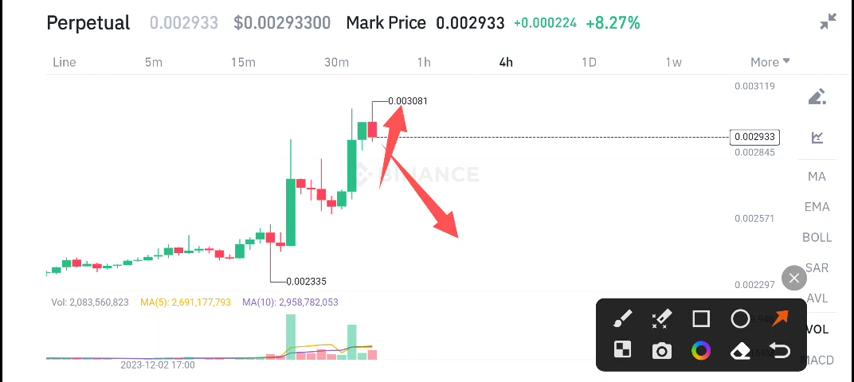 Perpetual 0.002933 $0.00293300 Mark Price 0.002933 +0.000224 +8.27%
Line 5m 15m 30m 1h 4h 1D 1w More
0.003119
0.003081
0.002933
0.002845
BINANCE
MA
EMA
0.002571
BOLL
SAR
0.002335
0.002297
AVL
Vol: 2,083,560,823 MA(5): 2,691,177,793 MA(10): 2,958,782,053
VOL
MACD
2023-12-02 17:00